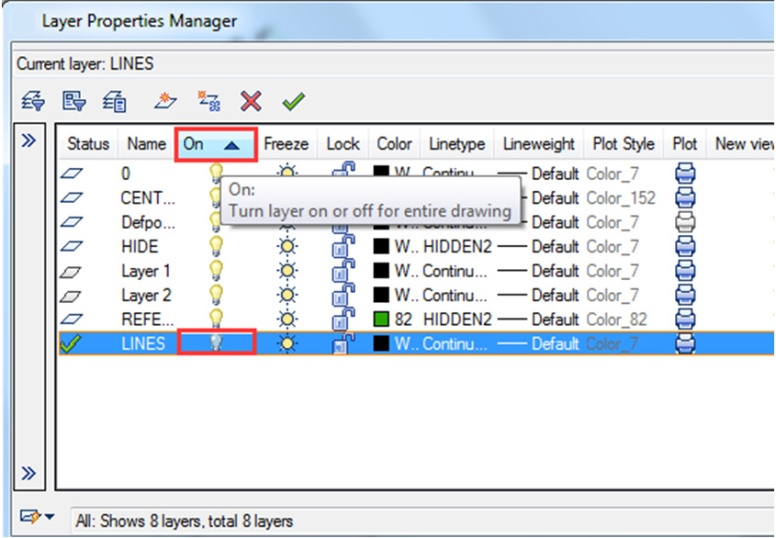 Layer Properties Manager
Current layer: LINES
Status Name On Freeze Lock Color Linetype Lineweight Plot Style Plot New view
0 W.. Continu... Default Color_7
CENT... Default Color_152
Defpo... Default Color_7
HIDE W.. HIDDEN2 Default Color_7
Layer 1 W.. Continu... Default Color_7
Layer 2 W.. Continu... Default Color_7
REFE... 82 HIDDEN2 Default Color_82
LINES W.. Continu... Default Color_7
On:
Turn layer on or off for entire drawing
All: Shows 8 layers, total 8 layers